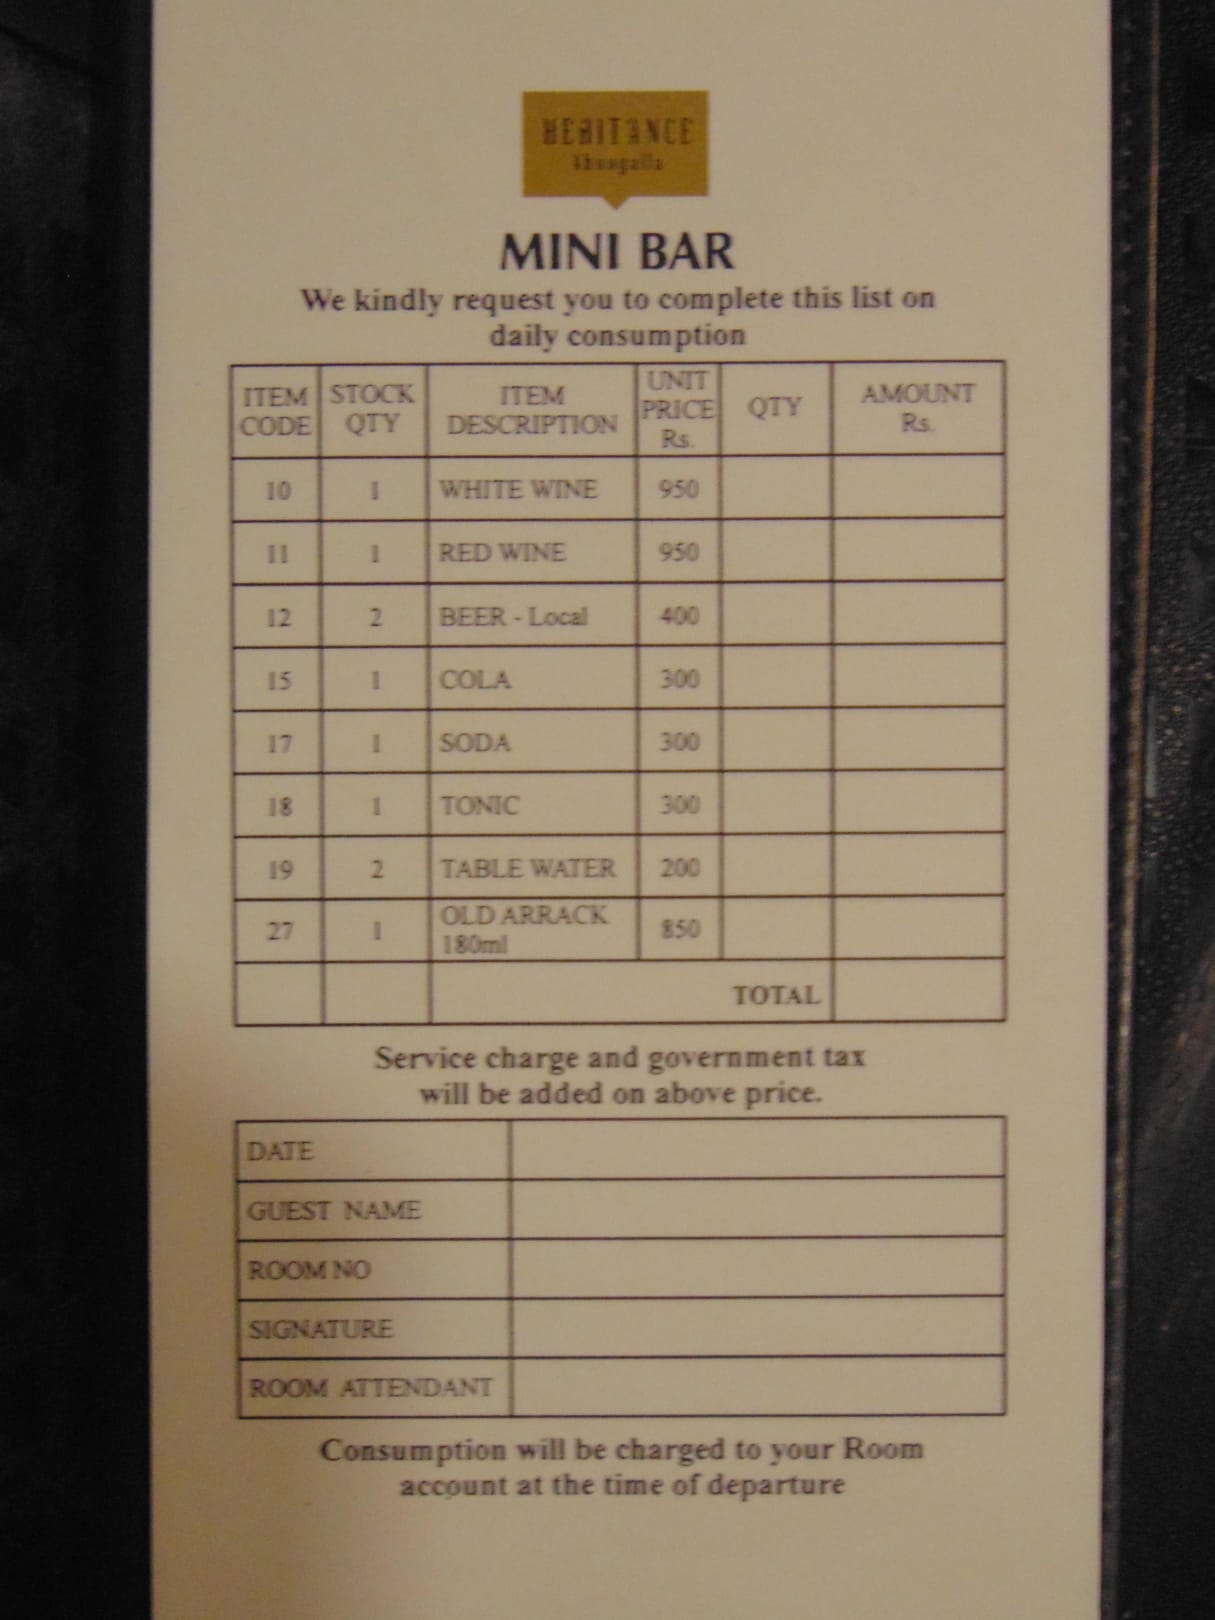 HERITANCE
Ahungalla
MINI BAR
We kindly request you to complete this list on
daily consumption
ITEM CODE STOCK QTY ITEM DESCRIPTION UNIT PRICE Rs. QTY AMOUNT Rs.
10 1 WHITE WINE 950
11 1 RED WINE 950
12 2 BEER - Local 400
15 1 COLA 300
17 1 SODA 300
18 1 TONIC 300
19 2 TABLE WATER 200
27 1 OLD ARRACK 180ml 850
TOTAL
Service charge and government tax
will be added on above price.
DATE
GUEST NAME
ROOM NO
SIGNATURE
ROOM ATTENDANT
Consumption will be charged to your Room
account at the time of departure